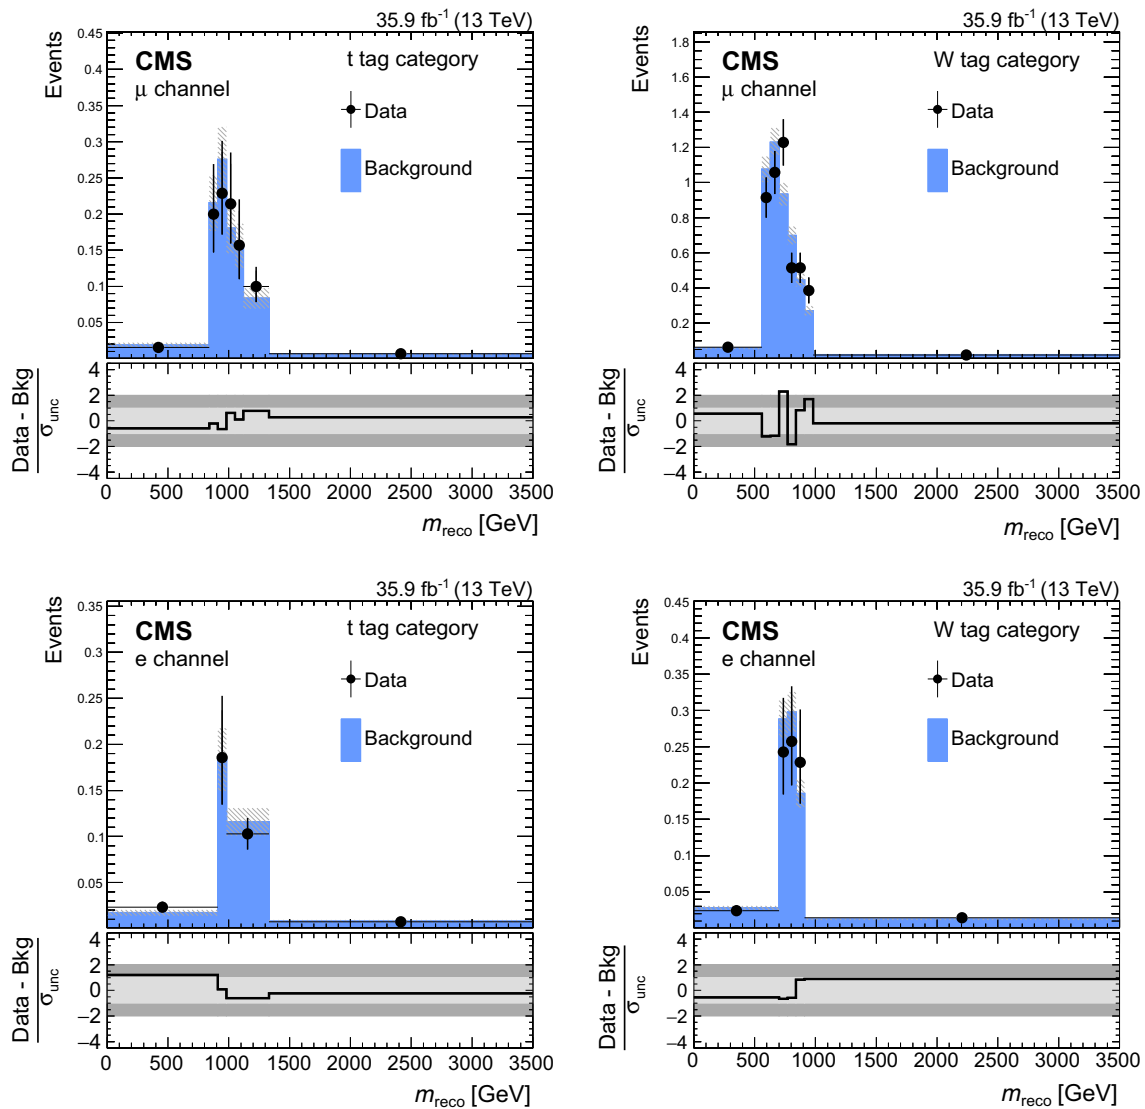 35.9 fb⁻¹ (13 TeV)
Events
0.45
0.4
0.35
0.3
0.25
0.2
0.15
0.1
0.05
CMS
μ channel
t tag category
Data
Background
Data - Bkg
σunc
4
2
0
−2
−4
0 500 1000 1500 2000 2500 3000 3500
mreco [GeV]
35.9 fb⁻¹ (13 TeV)
Events
1.8
1.6
1.4
1.2
1
0.8
0.6
0.4
0.2
CMS
μ channel
W tag category
Data
Background
Data - Bkg
σunc
4
2
0
−2
−4
0 500 1000 1500 2000 2500 3000 3500
mreco [GeV]
35.9 fb⁻¹ (13 TeV)
Events
0.35
0.3
0.25
0.2
0.15
0.1
0.05
CMS
e channel
t tag category
Data
Background
Data - Bkg
σunc
4
2
0
−2
−4
0 500 1000 1500 2000 2500 3000 3500
mreco [GeV]
35.9 fb⁻¹ (13 TeV)
Events
0.45
0.4
0.35
0.3
0.25
0.2
0.15
0.1
0.05
CMS
e channel
W tag category
Data
Background
Data - Bkg
σunc
4
2
0
−2
−4
0 500 1000 1500 2000 2500 3000 3500
mreco [GeV]